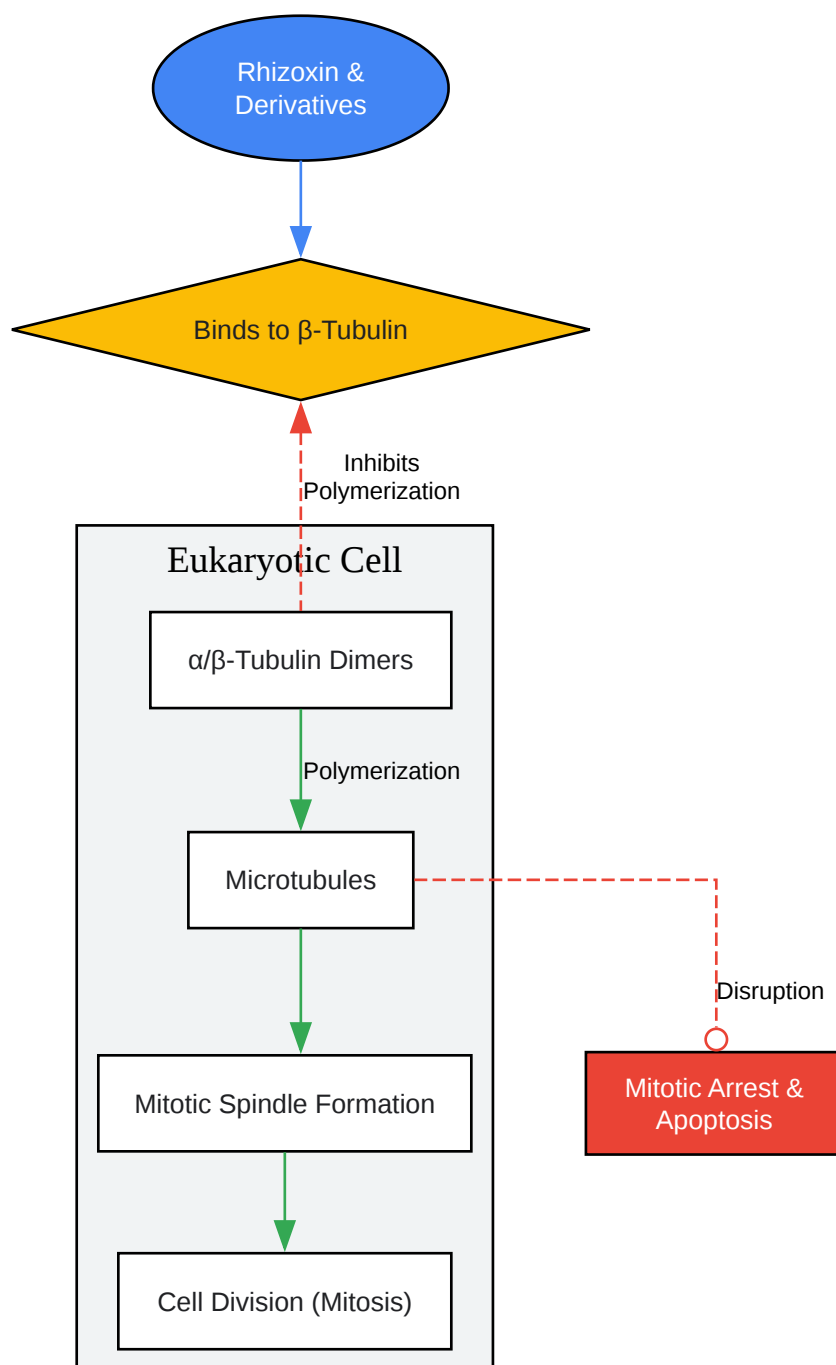 Rhizoxin &
Derivatives
Binds to β-Tubulin
Inhibits
Polymerization
Eukaryotic Cell
α/β-Tubulin Dimers
Polymerization
Microtubules
Disruption
Mitotic Spindle Formation
Mitotic Arrest &
Apoptosis
Cell Division (Mitosis)